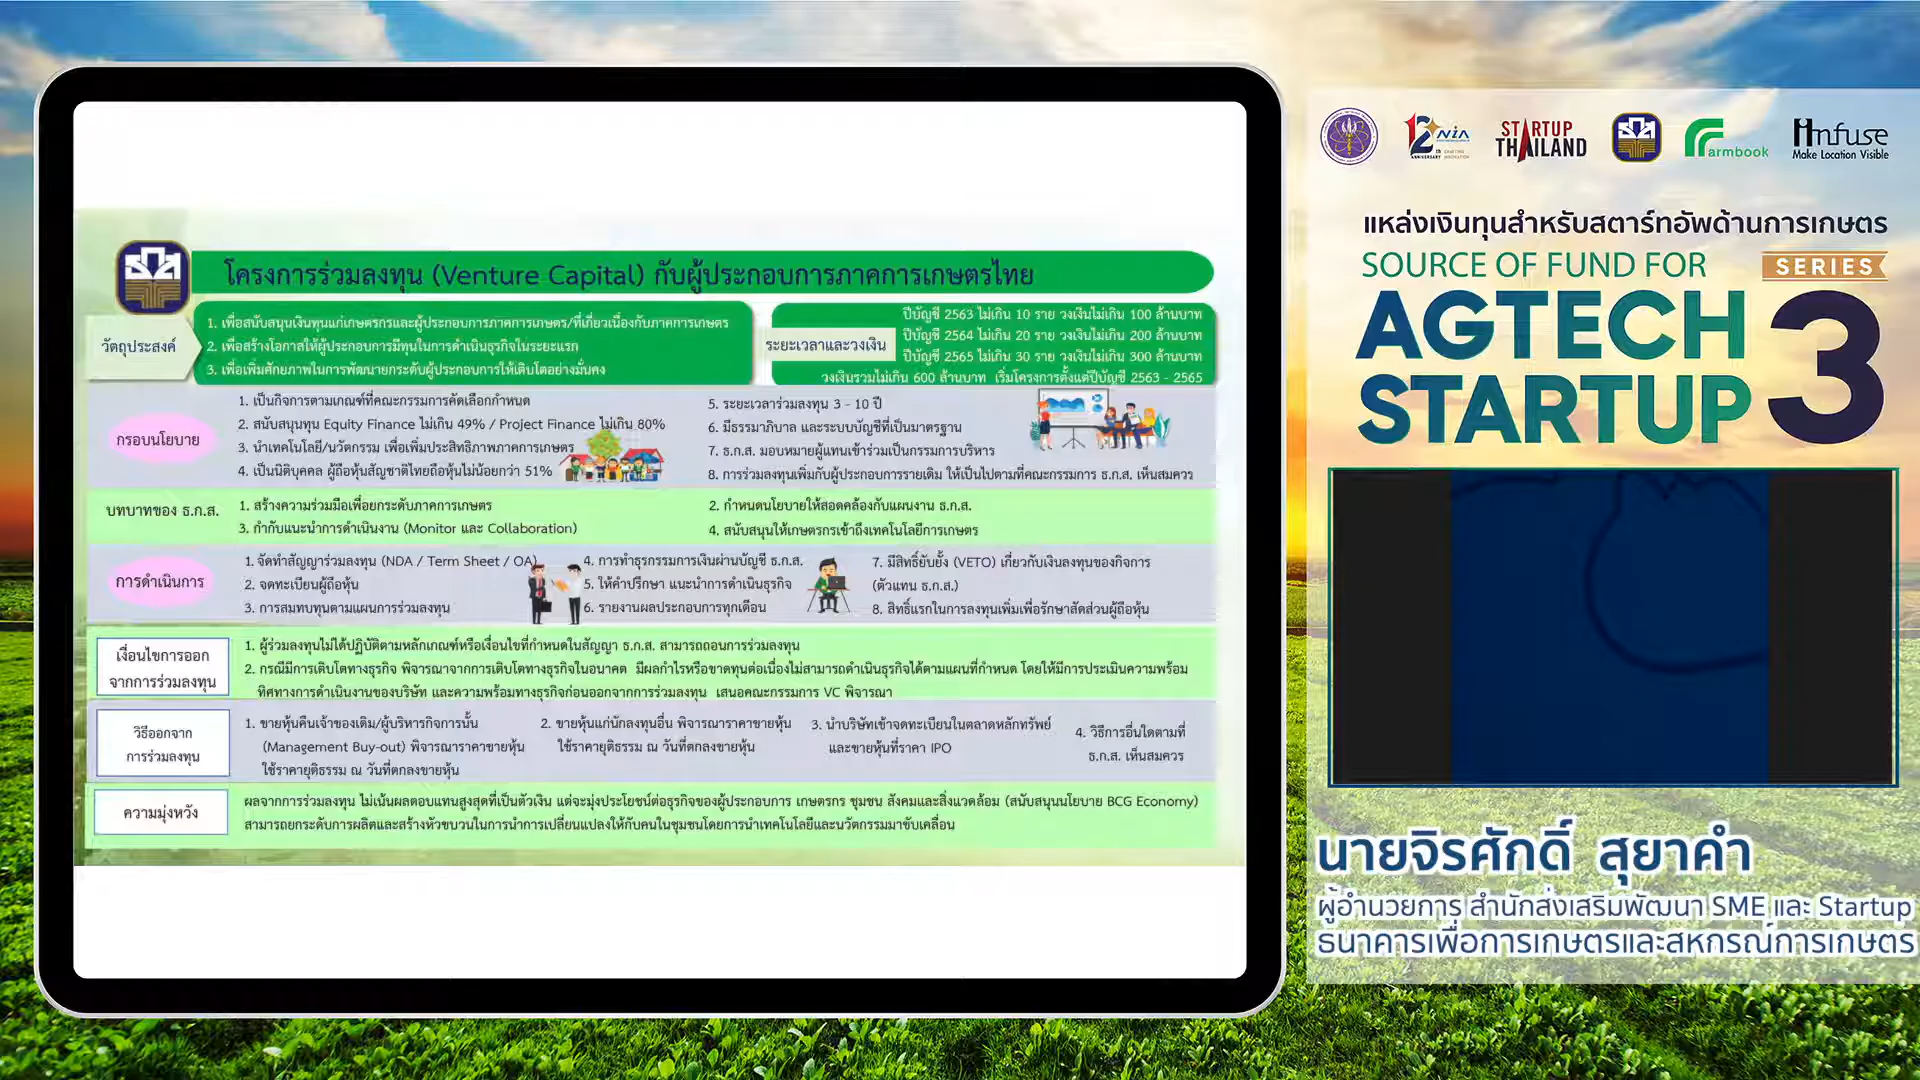 โครงการร่วมลงทุน (Venture Capital) กับผู้ประกอบการภาคการเกษตรไทย
วัตถุประสงค์
1. เพื่อสนับสนุนเงินทุนแก่เกษตรกรและผู้ประกอบการภาคการเกษตร/ที่เกี่ยวเนื่องกับภาคการเกษตร
2. เพื่อสร้างโอกาสให้ผู้ประกอบการมีทุนในการดำเนินธุรกิจในระยะแรก
3. เพื่อเพิ่มศักยภาพในการพัฒนายกระดับผู้ประกอบการให้เติบโตอย่างมั่นคง
ระยะเวลาและวงเงิน
ปีบัญชี 2563 ไม่เกิน 10 ราย วงเงินไม่เกิน 100 ล้านบาท
ปีบัญชี 2564 ไม่เกิน 20 ราย วงเงินไม่เกิน 200 ล้านบาท
ปีบัญชี 2565 ไม่เกิน 30 ราย วงเงินไม่เกิน 300 ล้านบาท
วงเงินรวมไม่เกิน 600 ล้านบาท เริ่มโครงการตั้งแต่ปีบัญชี 2563 - 2565
กรอบนโยบาย
1. เป็นกิจการตามเกณฑ์ที่คณะกรรมการคัดเลือกกำหนด
2. สนับสนุนทุน Equity Finance ไม่เกิน 49% / Project Finance ไม่เกิน 80%
3. นำเทคโนโลยี/นวัตกรรม เพื่อเพิ่มประสิทธิภาพภาคการเกษตร
4. เป็นนิติบุคคล ผู้ถือหุ้นสัญชาติไทยถือหุ้นไม่น้อยกว่า 51%
5. ระยะเวลาร่วมลงทุน 3 - 10 ปี
6. มีธรรมาภิบาล และระบบบัญชีที่เป็นมาตรฐาน
7. ธ.ก.ส. มอบหมายผู้แทนเข้าร่วมเป็นกรรมการบริหาร
8. การร่วมลงทุนเพิ่มกับผู้ประกอบการรายเดิม ให้เป็นไปตามที่คณะกรรมการ ธ.ก.ส. เห็นสมควร
บทบาทของ ธ.ก.ส.
1. สร้างความร่วมมือเพื่อยกระดับภาคการเกษตร
2. กำหนดนโยบายให้สอดคล้องกับแผนงาน ธ.ก.ส.
3. กำกับแนะนำการดำเนินงาน (Monitor และ Collaboration)
4. สนับสนุนให้เกษตรกรเข้าถึงเทคโนโลยีการเกษตร
การดำเนินการ
1. จัดทำสัญญาร่วมลงทุน (NDA / Term Sheet / OA)
2. จดทะเบียนผู้ถือหุ้น
3. การสมทบทุนตามแผนการร่วมลงทุน
4. การทำธุรกรรมการเงินผ่านบัญชี ธ.ก.ส.
5. ให้คำปรึกษา แนะนำการดำเนินธุรกิจ
6. รายงานผลประกอบการทุกเดือน
7. มีสิทธิ์ยับยั้ง (VETO) เกี่ยวกับเงินลงทุนของกิจการ
(ตัวแทน ธ.ก.ส.)
8. สิทธิ์แรกในการลงทุนเพิ่มเพื่อรักษาสัดส่วนผู้ถือหุ้น
เงื่อนไขการออก
จากการร่วมลงทุน
1. ผู้ร่วมลงทุนไม่ได้ปฏิบัติตามหลักเกณฑ์หรือเงื่อนไขที่กำหนดในสัญญา ธ.ก.ส. สามารถถอนการร่วมลงทุน
2. กรณีมีการเติบโตทางธุรกิจ พิจารณาจากการเติบโตทางธุรกิจในอนาคต มีผลกำไรหรือขาดทุนต่อเนื่องไม่สามารถดำเนินธุรกิจได้ตามแผนที่กำหนด โดยให้มีการประเมินความพร้อม
ทิศทางการดำเนินงานของบริษัท และความพร้อมทางธุรกิจก่อนออกจากการร่วมลงทุน เสนอคณะกรรมการ VC พิจารณา
วิธีออกจาก
การร่วมลงทุน
1. ขายหุ้นคืนเจ้าของเดิม/ผู้บริหารกิจการนั้น
(Management Buy-out) พิจารณาราคาขายหุ้น
ใช้ราคายุติธรรม ณ วันที่ตกลงขายหุ้น
2. ขายหุ้นแก่นักลงทุนอื่น พิจารณาราคาขายหุ้น
ใช้ราคายุติธรรม ณ วันที่ตกลงขายหุ้น
3. นำบริษัทเข้าจดทะเบียนในตลาดหลักทรัพย์
และขายหุ้นที่ราคา IPO
4. วิธีการอื่นใดตามที่
ธ.ก.ส. เห็นสมควร
ความมุ่งหวัง
ผลจากการร่วมลงทุน ไม่เน้นผลตอบแทนสูงสุดที่เป็นตัวเงิน แต่จะมุ่งประโยชน์ต่อธุรกิจของผู้ประกอบการ เกษตรกร ชุมชน สังคมและสิ่งแวดล้อม (สนับสนุนนโยบาย BCG Economy)
สามารถยกระดับการผลิตและสร้างหัวขบวนในการนำการเปลี่ยนแปลงให้กับคนในชุมชนโดยการนำเทคโนโลยีและนวัตกรรมมาขับเคลื่อน
12th NIA
ANNIVERSARY
STARTUP
THAILAND
Farmbook
infuse
Make Location Visible
แหล่งเงินทุนสำหรับสตาร์ทอัพด้านการเกษตร
SOURCE OF FUND FOR
SERIES
AGTECH
STARTUP
3
นายจิรศักดิ์ สุยาคำ
ผู้อำนวยการ สำนักส่งเสริมพัฒนา SME และ Startup
ธนาคารเพื่อการเกษตรและสหกรณ์การเกษตร